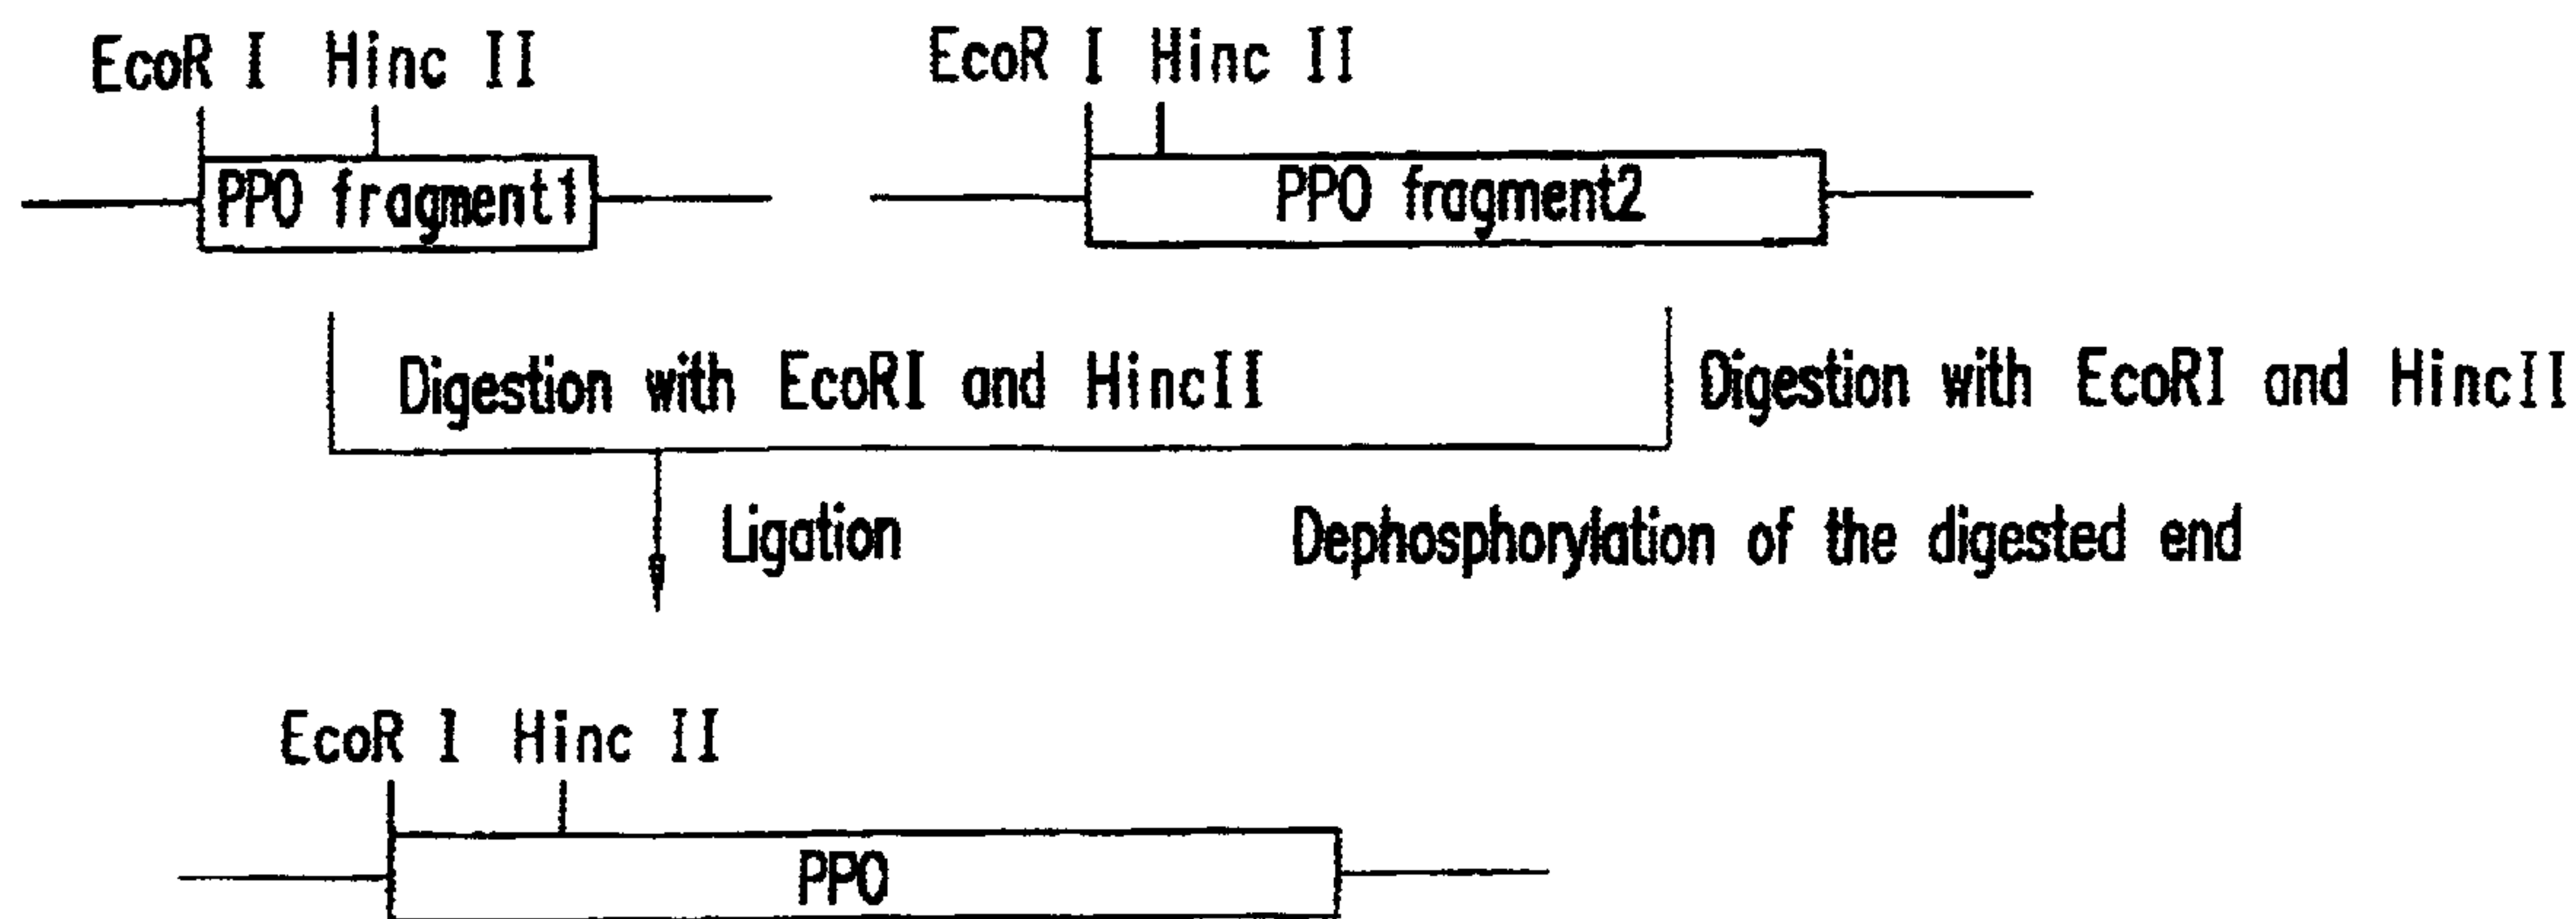 EcoR I Hinc II
EcoR I Hinc II
PPO fragment1
PPO fragment2
Digestion with EcoRI and HincII
Digestion with EcoRI and HincII
Ligation
Dephosphorylation of the digested end
EcoR I Hinc II
PPO